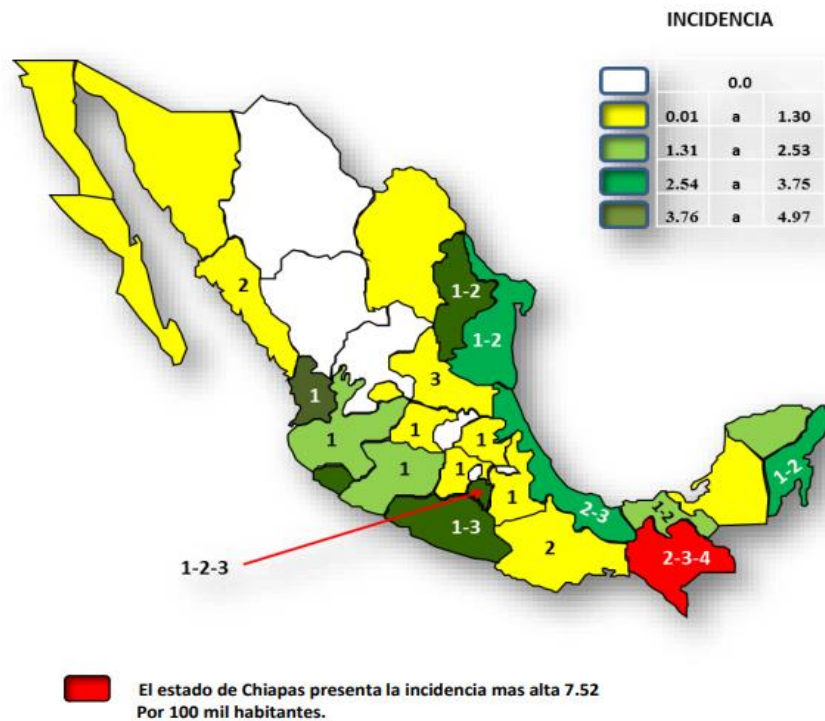 INCIDENCIA
0.0
0.01 a 1.30
1.31 a 2.53
2.54 a 3.75
3.76 a 4.97
2
1-2
1-2
3
1
1
1
1
1
1
1
1-2
1-3
2-3
1-2
2
2-3-4
1-2-3
El estado de Chiapas presenta la incidencia mas alta 7.52
Por 100 mil habitantes.